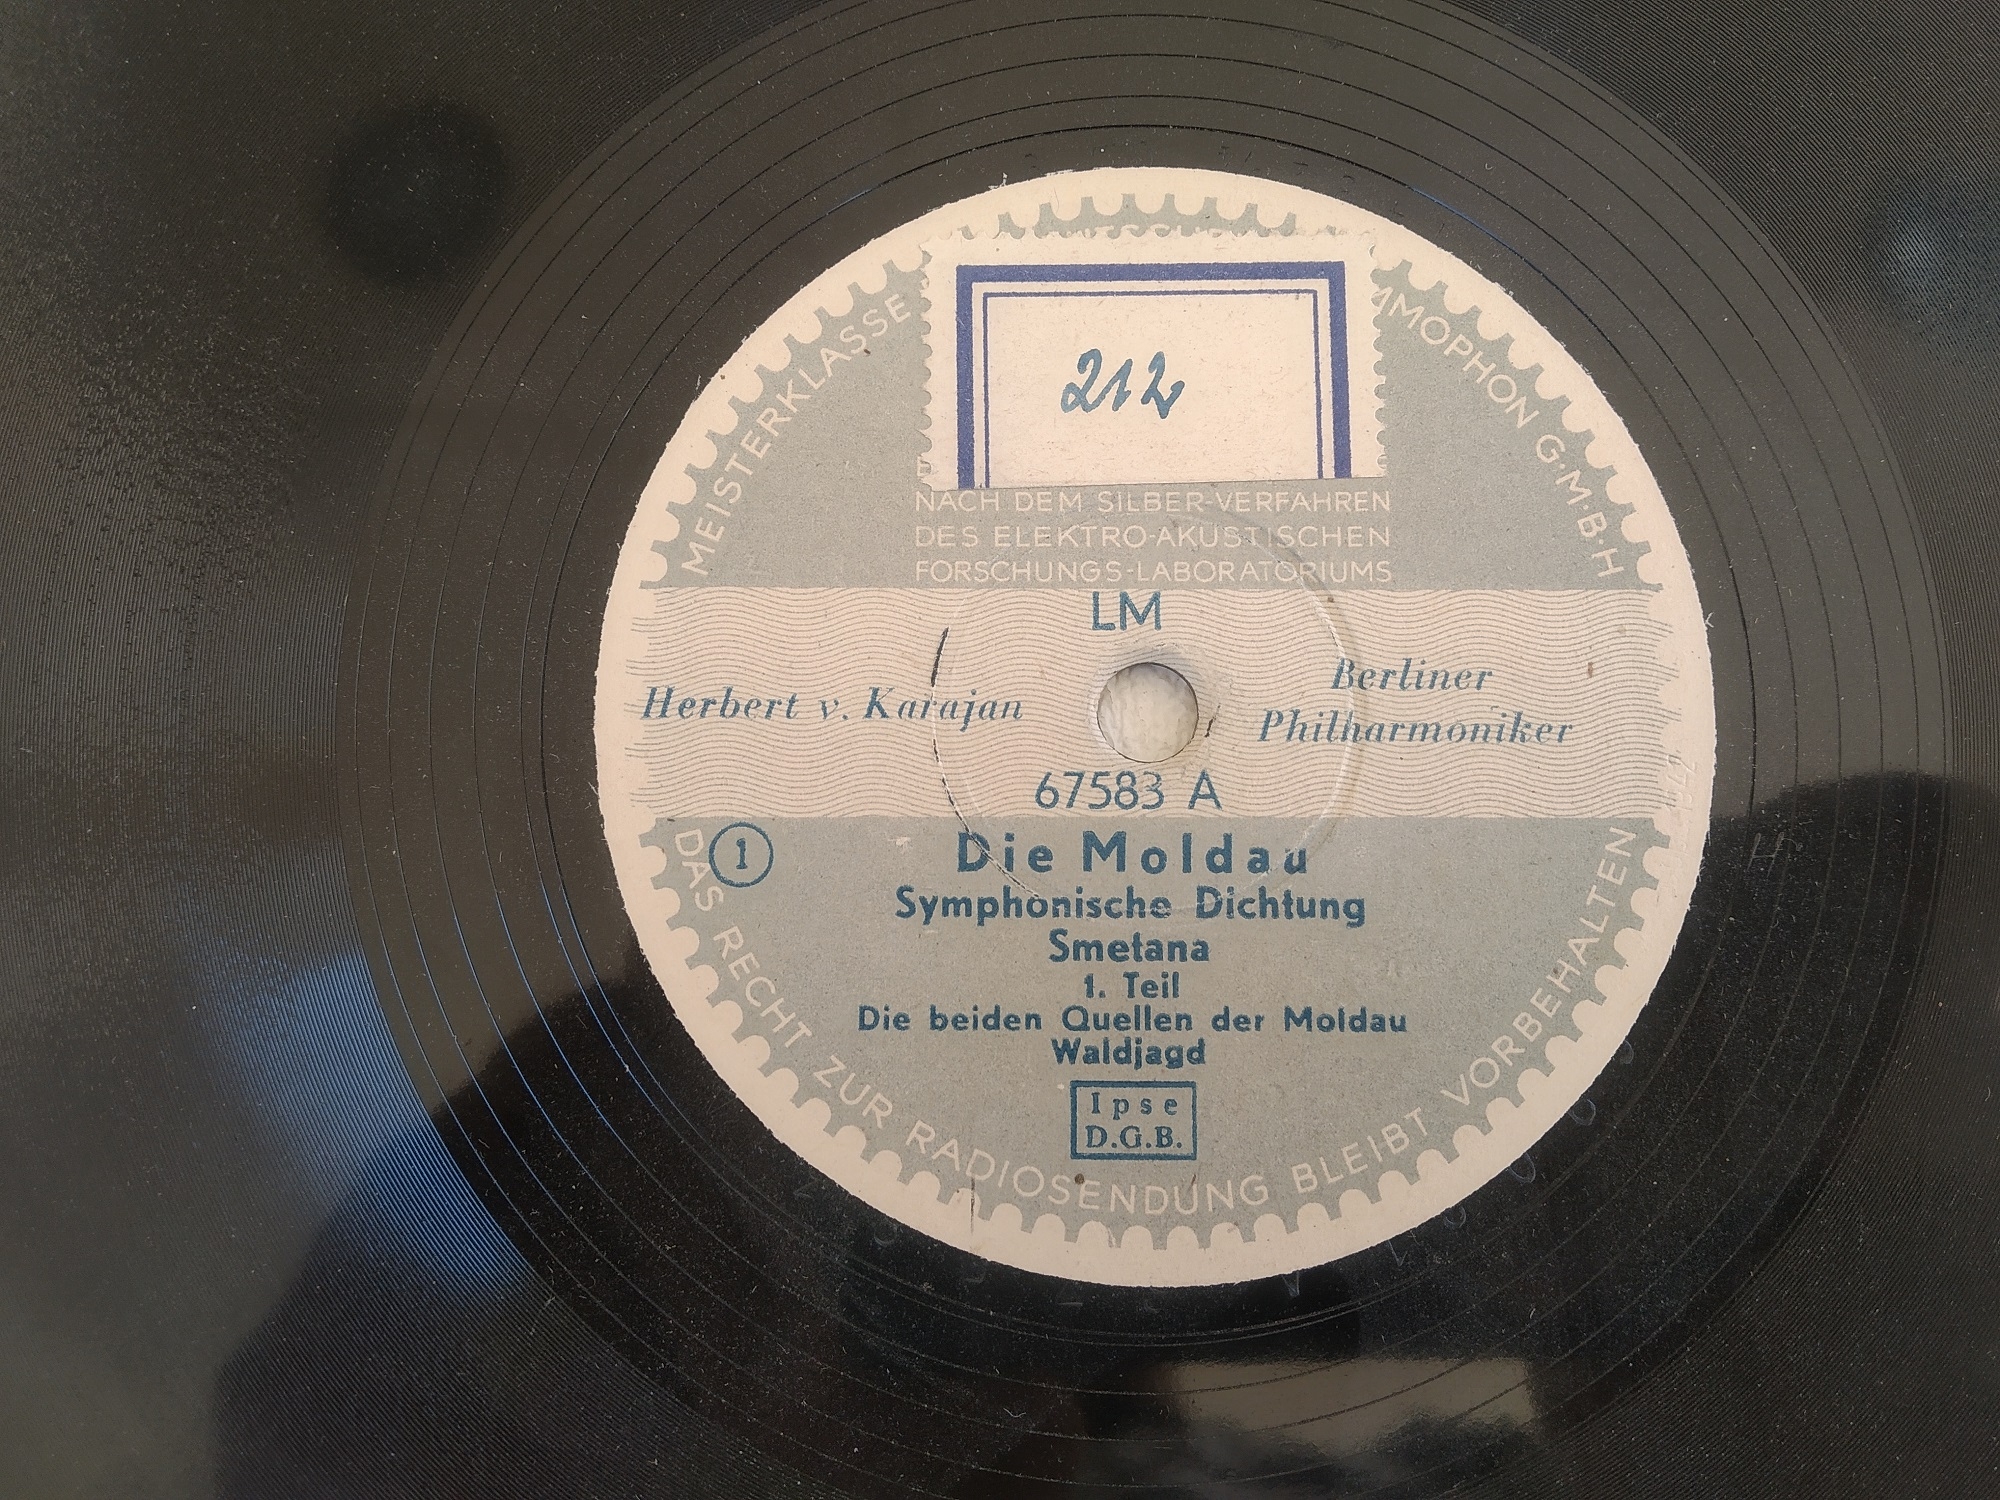 212
MEISTERKLASSE
MMOPHON G·M·B·H
NACH DEM SILBER-VERFAHREN
DES ELEKTRO-AKUSTISCHEN
FORSCHUNGS-LABORATORIUMS
LM
Herbert v. Karajan
Berliner
Philharmoniker
67583 A
1
Die Moldau
Symphonische Dichtung
Smetana
1. Teil
Die beiden Quellen der Moldau
Waldjagd
Ipse
D.G.B.
DAS RECHT ZUR RADIOSENDUNG BLEIBT VORBEHALTEN